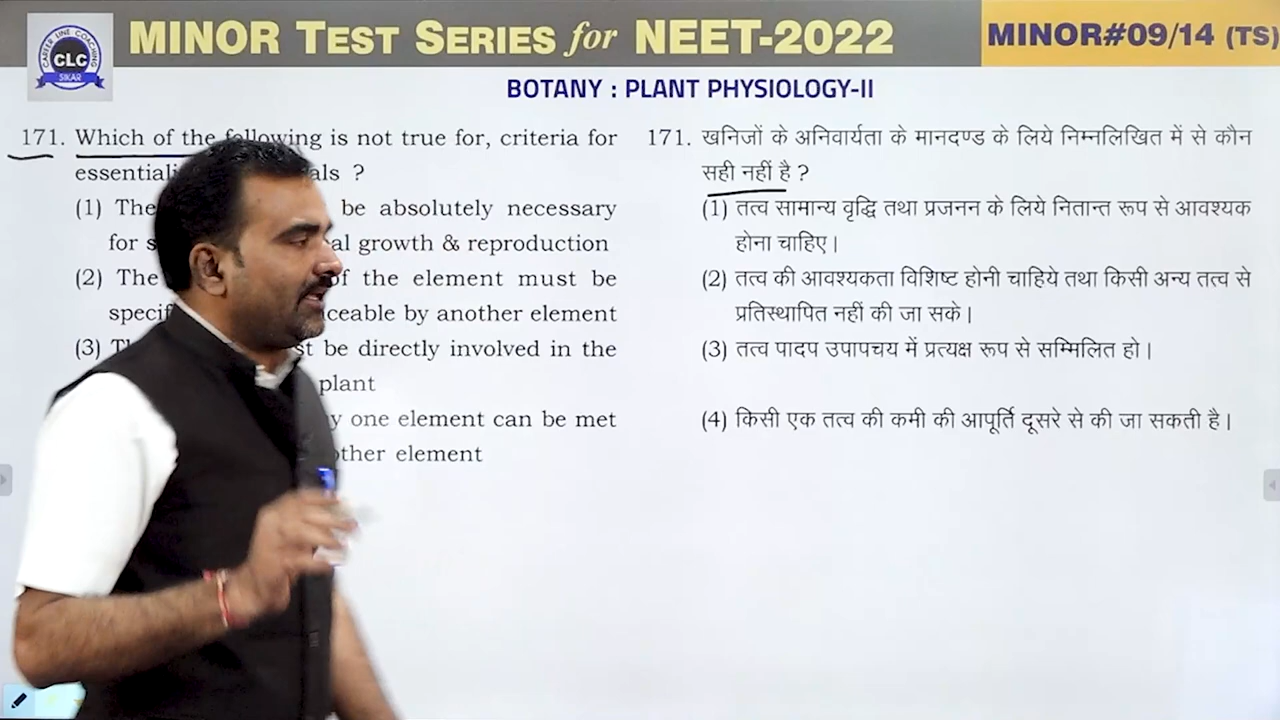 CAREER LINE COACHING
CLC
SIKAR
MINOR TEST SERIES for NEET-2022
MINOR#09/14 (TS)
BOTANY : PLANT PHYSIOLOGY-II
171. Which of the following is not true for, criteria for
essentiali als ?
(1) The be absolutely necessary
for s al growth & reproduction
(2) The of the element must be
specif ceable by another element
(3) T st be directly involved in the
plant
y one element can be met
other element
171. खनिजों के अनिवार्यता के मानदण्ड के लिये निम्नलिखित में से कौन
सही नहीं है ?
(1) तत्व सामान्य वृद्धि तथा प्रजनन के लिये नितान्त रूप से आवश्यक
होना चाहिए।
(2) तत्व की आवश्यकता विशिष्ट होनी चाहिये तथा किसी अन्य तत्व से
प्रतिस्थापित नहीं की जा सके।
(3) तत्व पादप उपापचय में प्रत्यक्ष रूप से सम्मिलित हो।
(4) किसी एक तत्व की कमी की आपूर्ति दूसरे से की जा सकती है।